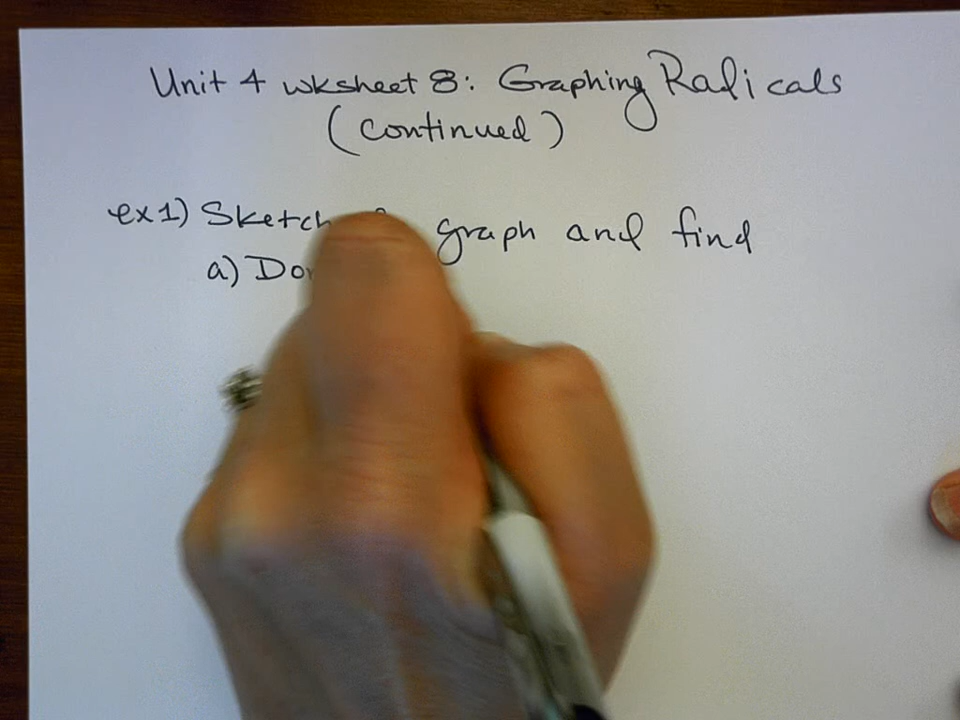 Unit 4 wksheet 8: Graphing Radicals
(continued)
ex1) Sketch graph and find
a) Do